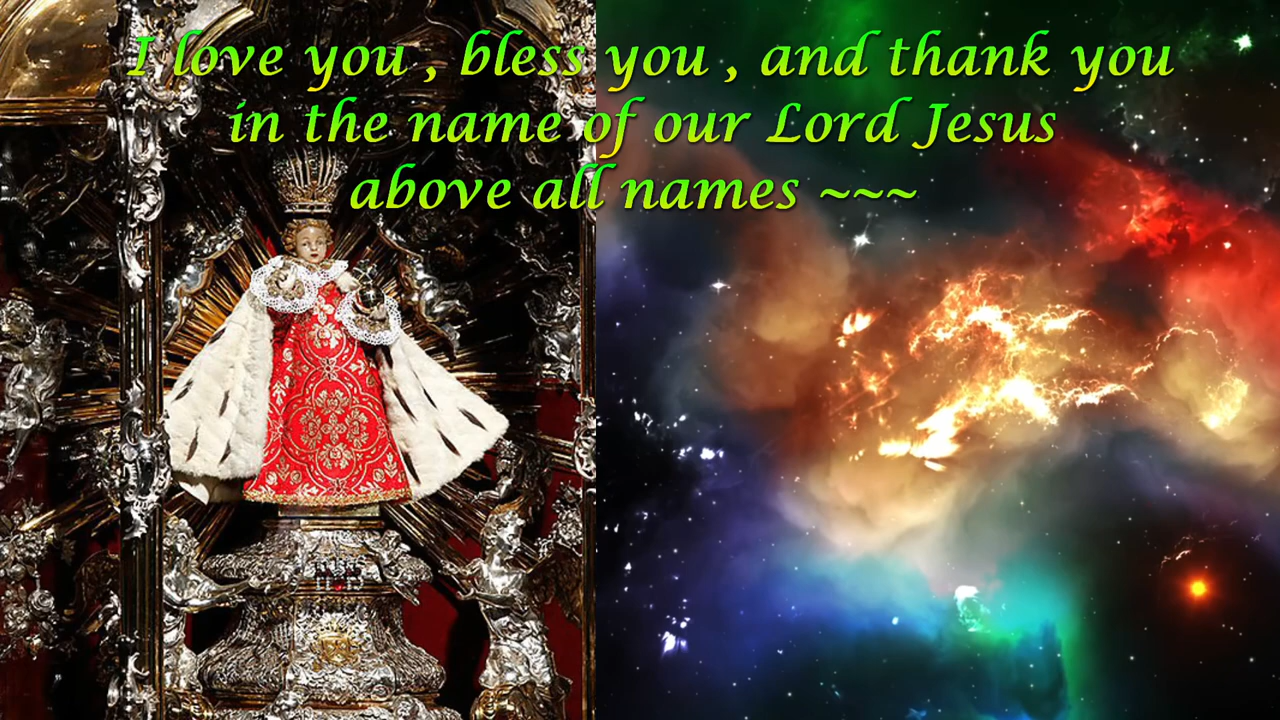 I love you , bless you , and thank you
in the name of our Lord Jesus
above all names ~~~